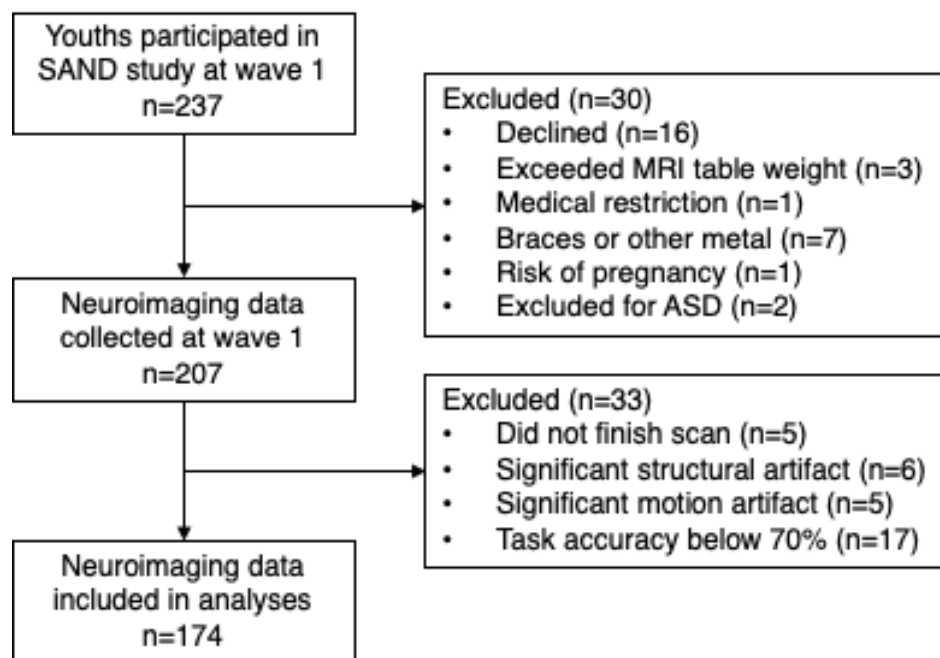 Youths participated in
SAND study at wave 1
n=237
Excluded (n=30)
• Declined (n=16)
• Exceeded MRI table weight (n=3)
• Medical restriction (n=1)
• Braces or other metal (n=7)
• Risk of pregnancy (n=1)
• Excluded for ASD (n=2)
Neuroimaging data
collected at wave 1
n=207
Excluded (n=33)
• Did not finish scan (n=5)
• Significant structural artifact (n=6)
• Significant motion artifact (n=5)
• Task accuracy below 70% (n=17)
Neuroimaging data
included in analyses
n=174